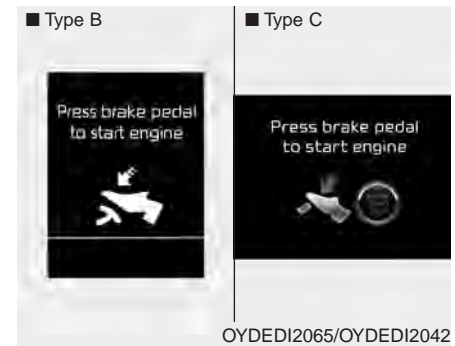 ■ Type B
■ Type C
Press brake pedal
to start engine
Press brake pedal
to start engine
OYDEDI2065/OYDEDI2042